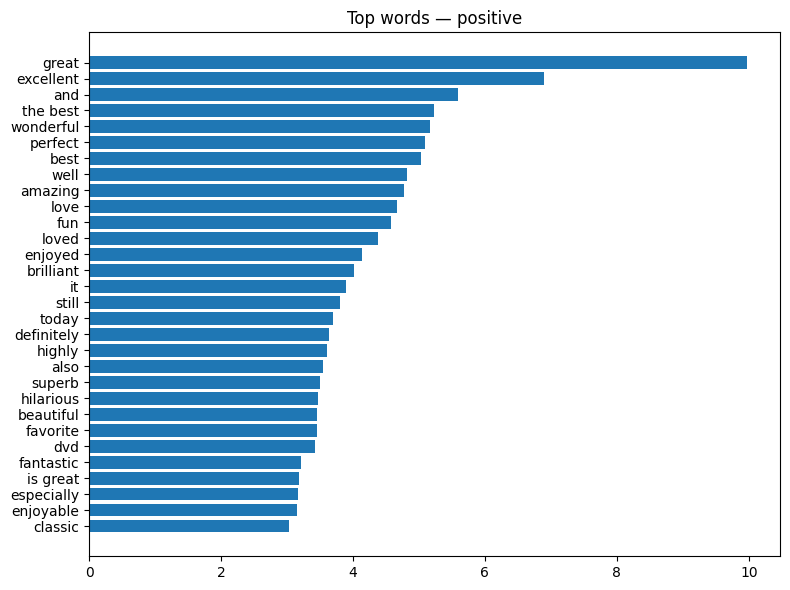 Top words — positive
great
excellent
and
the best
wonderful
perfect
best
well
amazing
love
fun
loved
enjoyed
brilliant
it
still
today
definitely
highly
also
superb
hilarious
beautiful
favorite
dvd
fantastic
is great
especially
enjoyable
classic
0 2 4 6 8 10